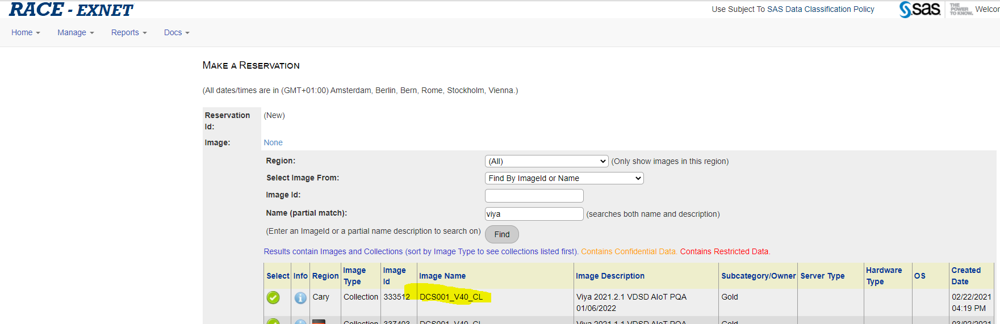 RACE - EXNET
Use Subject To SAS Data Classification Policy
sas
THE POWER TO KNOW.
Welcor
Home Manage Reports Docs
MAKE A RESERVATION
(All dates/times are in (GMT+01:00) Amsterdam, Berlin, Bern, Rome, Stockholm, Vienna.)
Reservation Id: (New)
Image: None
Region: (All) (Only show images in this region)
Select Image From: Find By ImageId or Name
Image Id:
Name (partial match): viya (searches both name and description)
(Enter an ImageId or a partial name description to search on) Find
Results contain Images and Collections (sort by Image Type to see collections listed first). Contains Confidential Data. Contains Restricted Data.
Select Info Region Image Type Image Id Image Name Image Description Subcategory/Owner Server Type Hardware Type OS Created Date
Cary Collection 333512 DCS001_V40_CL Viya 2021.2.1 VDSD AIoT PQA 01/06/2022 Gold 02/22/2021 04:19 PM
Collection 337403 DCS001_V40_CL Viya 2021.1.1 VDSD AIoT PQA Gold 03/02/2021